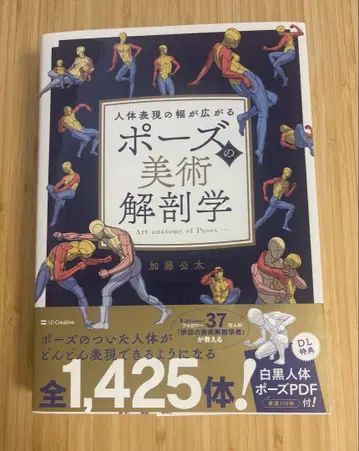 人体表現の幅が広がる
ポーズの
美術
解剖学
Art anatomy of Poses
加藤公太
SB Creative
フォロワー37万人の
「伊豆の美術解剖学者」
が教える
ポーズのついた人体が
どんどん表現できるようになる
DL
特典
全1,425体!
白黒人体
ポーズPDF
付!